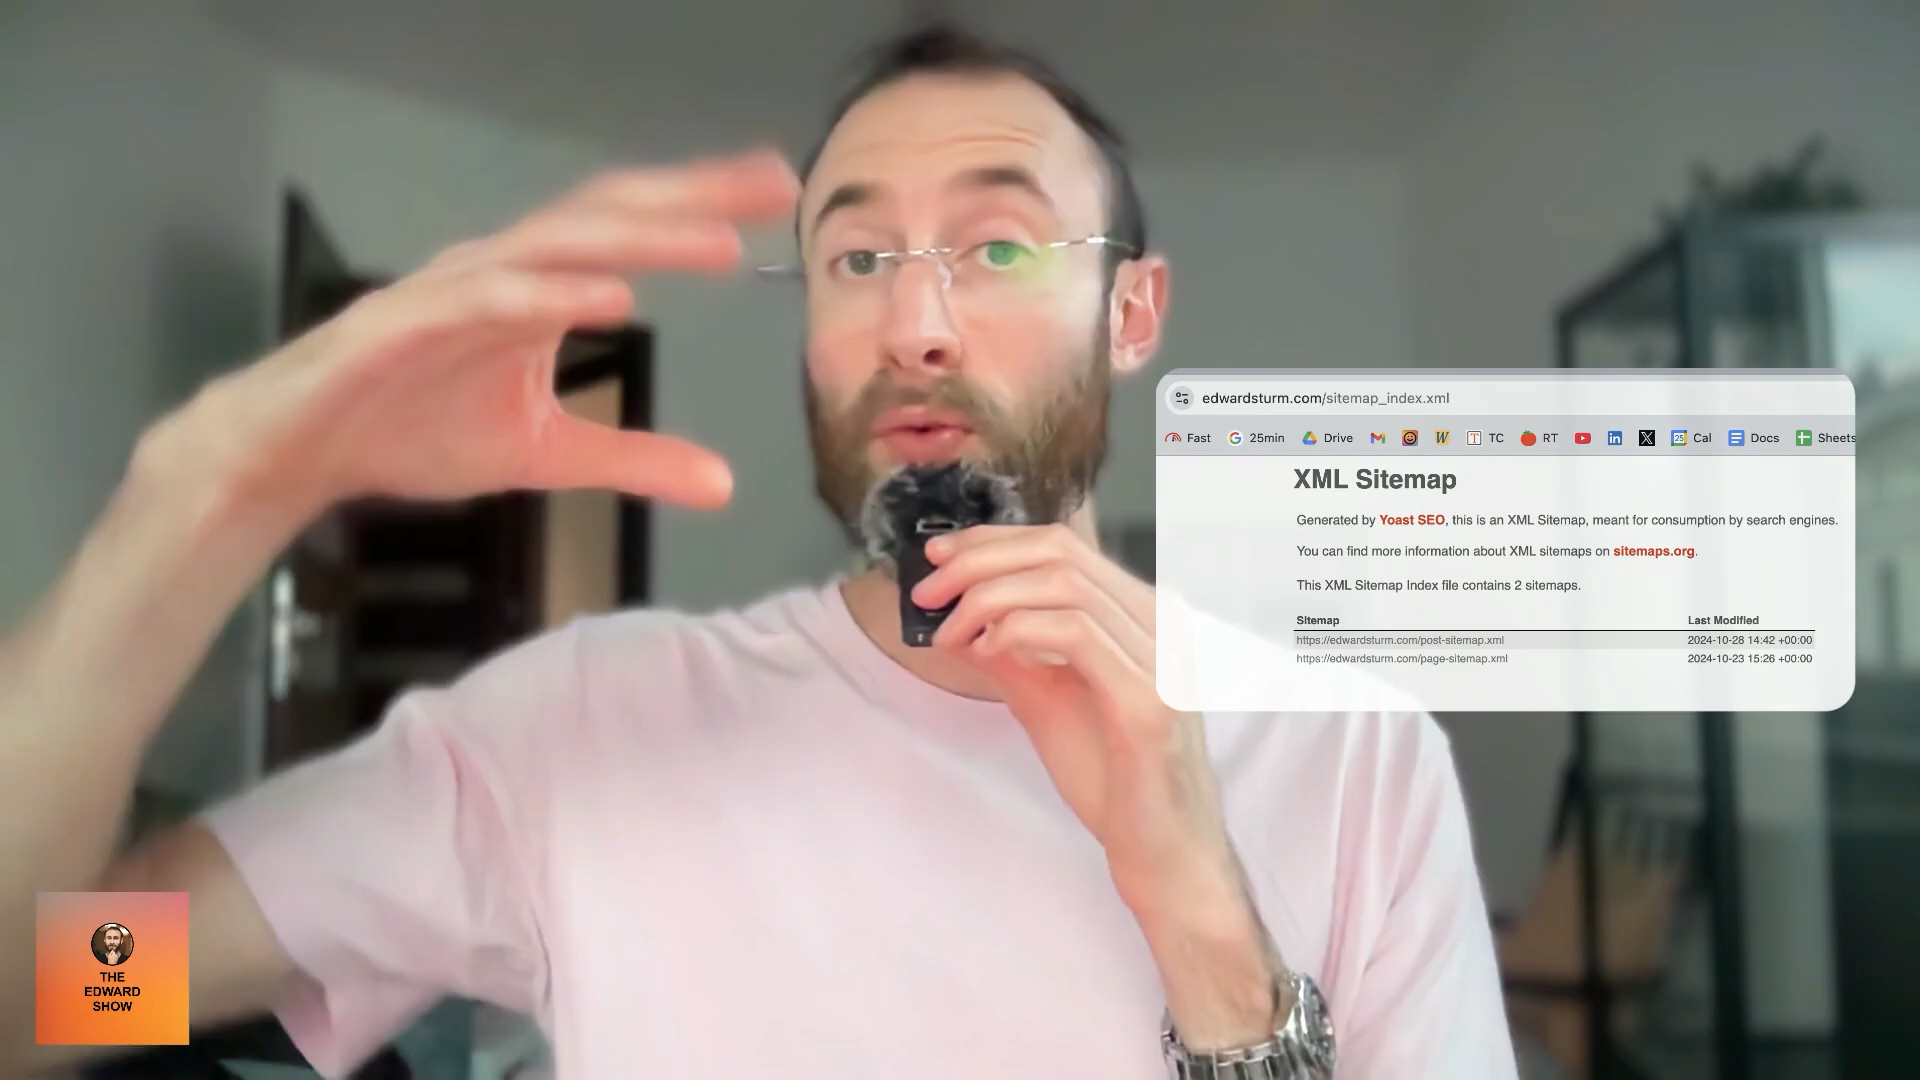 edwardsturm.com/sitemap_index.xml
Fast 25min Drive TC RT Cal Docs Sheets
XML Sitemap
Generated by Yoast SEO, this is an XML Sitemap, meant for consumption by search engines.
You can find more information about XML sitemaps on sitemaps.org.
This XML Sitemap Index file contains 2 sitemaps.
Sitemap Last Modified
https://edwardsturm.com/post-sitemap.xml 2024-10-28 14:42 +00:00
https://edwardsturm.com/page-sitemap.xml 2024-10-23 15:26 +00:00
THE
EDWARD
SHOW